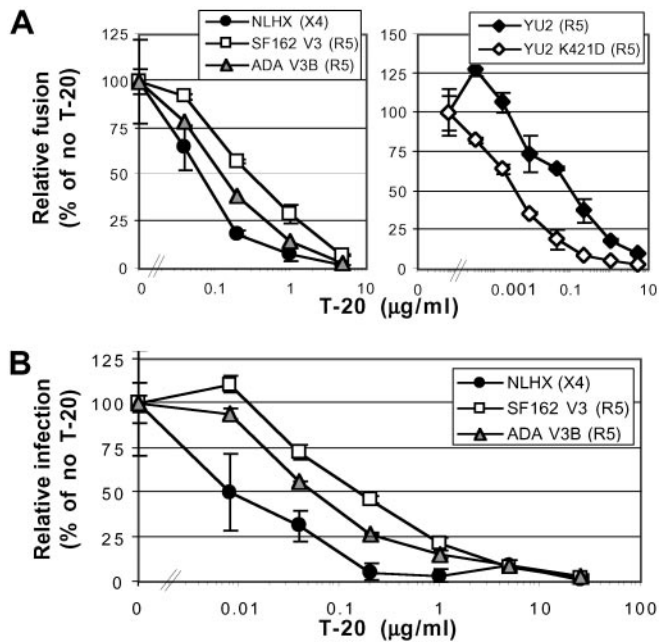 A
NLHX (X4)
SF162 V3 (R5)
ADA V3B (R5)
YU2 (R5)
YU2 K421D (R5)
Relative fusion
(% of no T-20)
125
100
75
50
25
0
0 0.1 1 10
150
125
100
75
50
25
0
0 0.001 0.1 10
T-20 (µg/ml)
B
NLHX (X4)
SF162 V3 (R5)
ADA V3B (R5)
Relative infection
(% of no T-20)
125
100
75
50
25
0
0 0.01 0.1 1 10 100
T-20 (µg/ml)